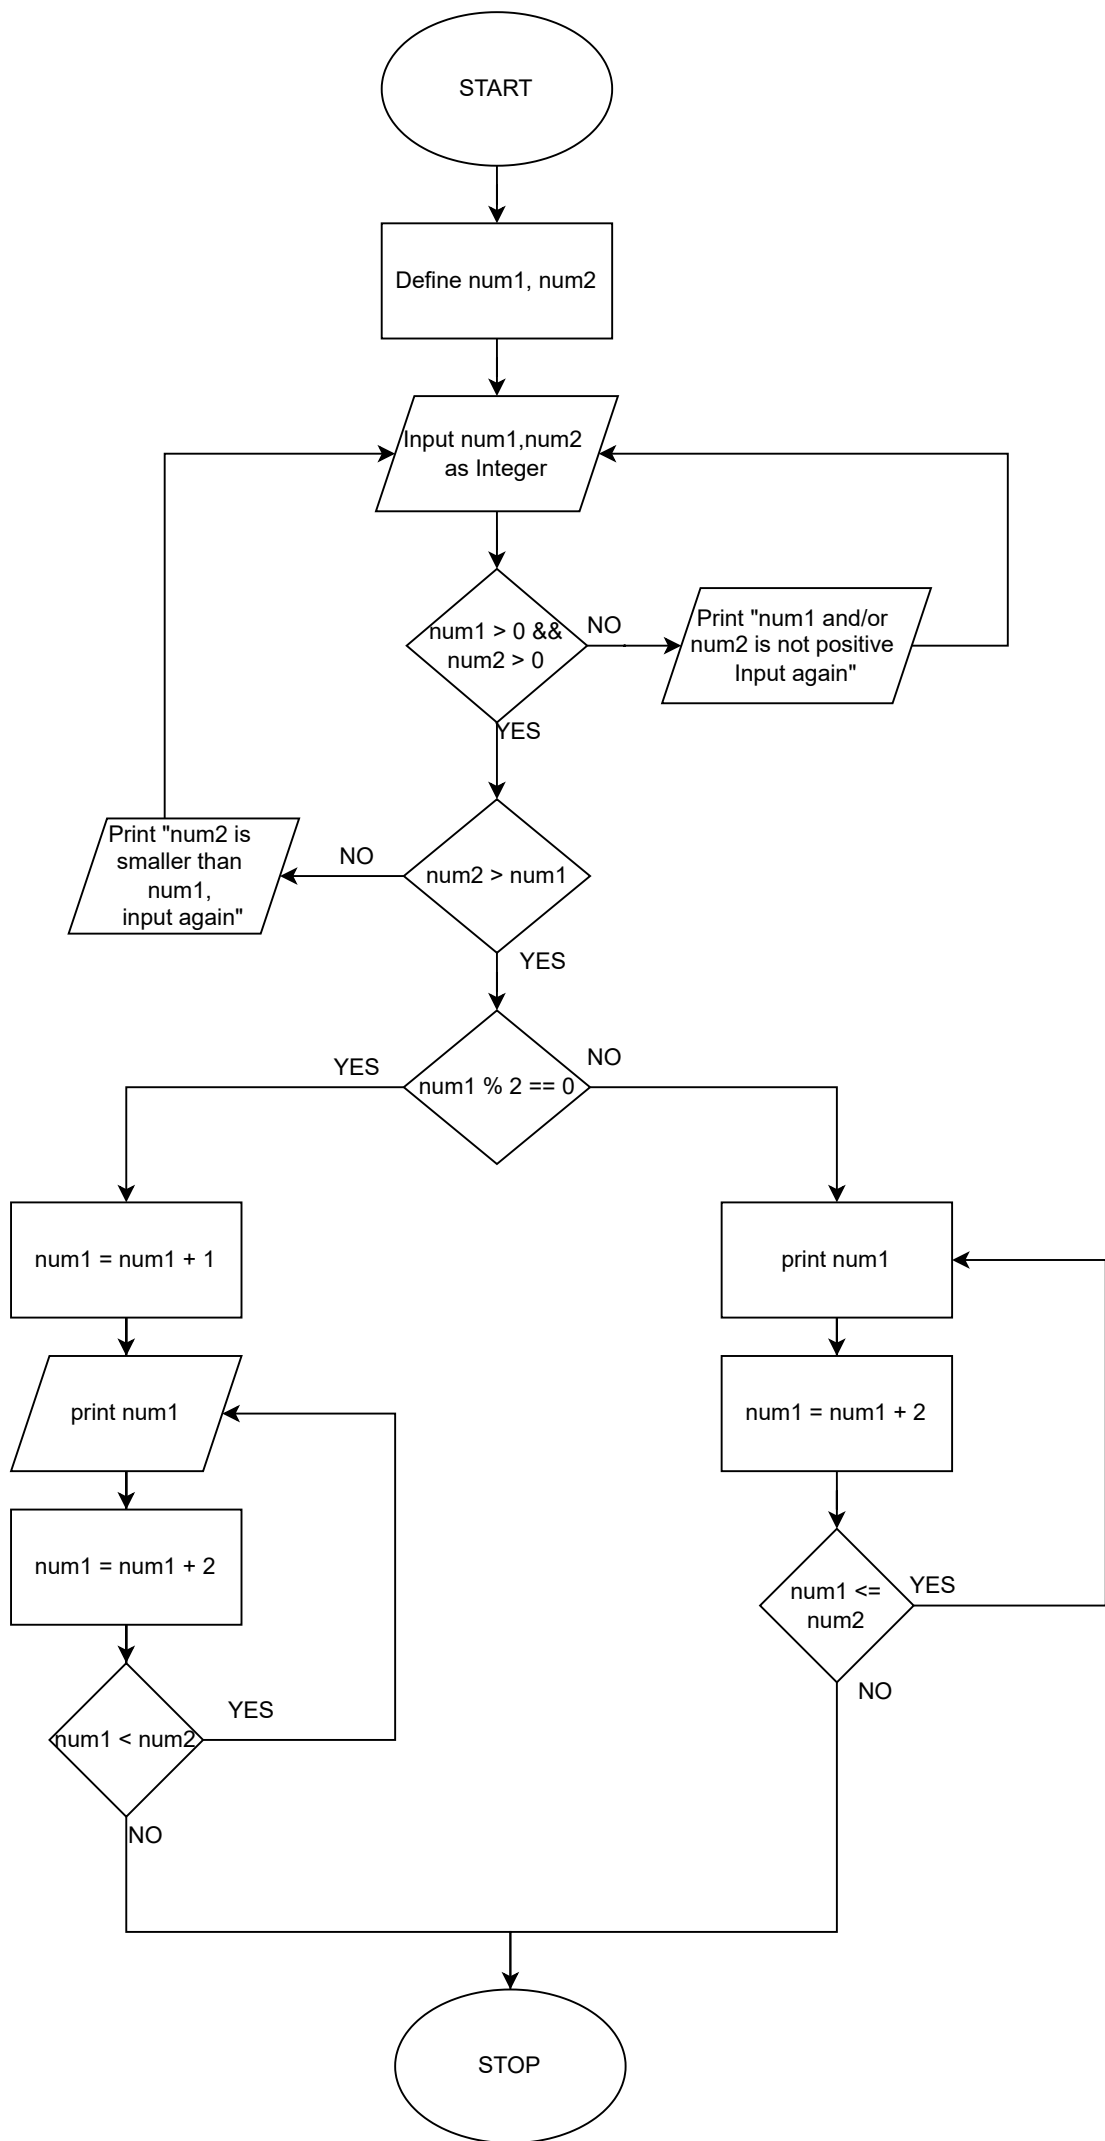 START
Define num1, num2
Input num1,num2
as Integer
num1 > 0 &&
num2 > 0
NO
Print "num1 and/or
num2 is not positive
Input again"
YES
num2 > num1
NO
Print "num2 is
smaller than
num1,
input again"
YES
num1 % 2 == 0
YES
NO
num1 = num1 + 1
print num1
print num1
num1 = num1 + 2
num1 = num1 + 2
num1 <=
num2
YES
NO
num1 < num2
YES
NO
STOP